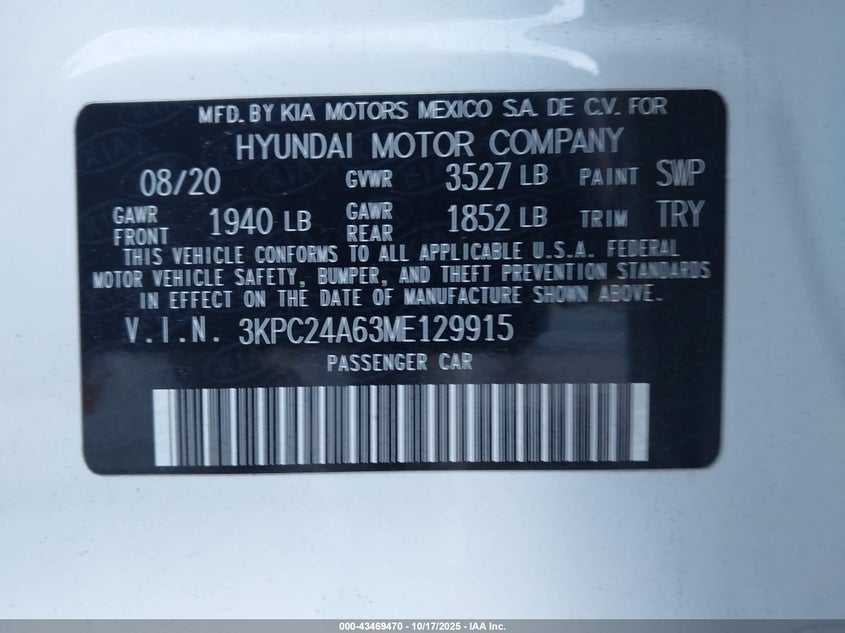 MFD. BY KIA MOTORS MEXICO S.A. DE C.V. FOR
HYUNDAI MOTOR COMPANY
08/20 GVWR 3527 LB PAINT SWP
GAWR FRONT 1940 LB GAWR REAR 1852 LB TRIM TRY
THIS VEHICLE CONFORMS TO ALL APPLICABLE U.S.A. FEDERAL
MOTOR VEHICLE SAFETY, BUMPER, AND THEFT PREVENTION STANDARDS
IN EFFECT ON THE DATE OF MANUFACTURE SHOWN ABOVE.
V.I.N. 3KPC24A63ME129915
PASSENGER CAR
000-43469470 | 10/17/2025 - IAA Inc.